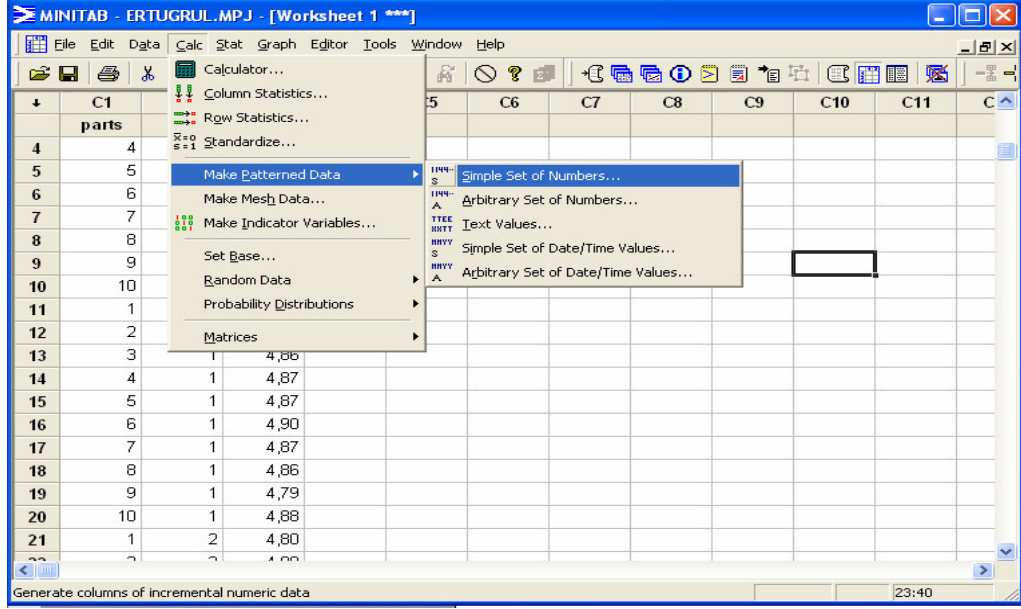 MINITAB - ERTUGRUL.MPJ - [Worksheet 1 ***]
File Edit Data Calc Stat Graph Editor Tools Window Help
Calculator...
Column Statistics...
Row Statistics...
Standardize...
Make Patterned Data
Make Mesh Data...
Make Indicator Variables...
Set Base...
Random Data
Probability Distributions
Matrices
Simple Set of Numbers...
Arbitrary Set of Numbers...
Text Values...
Simple Set of Date/Time Values...
Arbitrary Set of Date/Time Values...
C1 C6 C7 C8 C9 C10 C11
parts
4 4
5 5
6 6
7 7
8 8
9 9
10 10
11 1
12 2
13 3 1 4,86
14 4 1 4,87
15 5 1 4,87
16 6 1 4,90
17 7 1 4,87
18 8 1 4,86
19 9 1 4,79
20 10 1 4,88
21 1 2 4,80
Generate columns of incremental numeric data 23:40